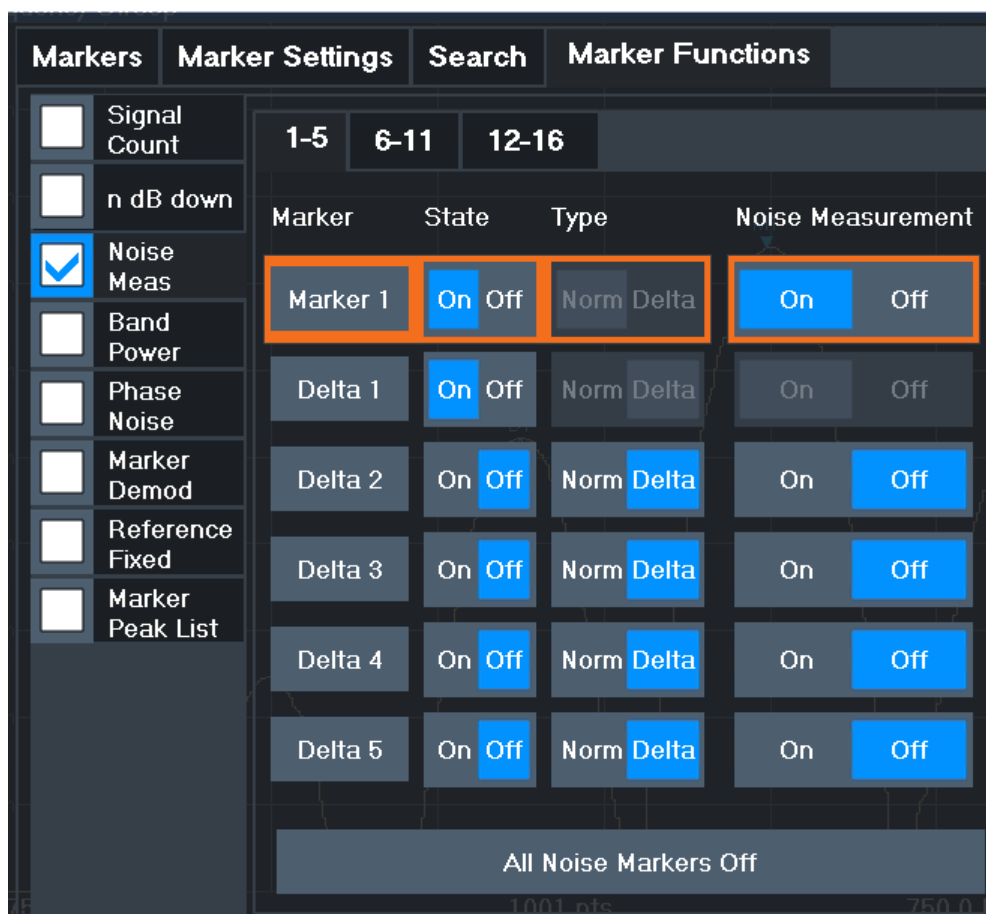 Markers Marker Settings Search Marker Functions
Signal
Count
n dB down
Noise
Meas
Band
Power
Phase
Noise
Marker
Demod
Reference
Fixed
Marker
Peak List
1-5 6-11 12-16
Marker State Type Noise Measurement
Marker 1 On Off Norm Delta On Off
Delta 1 On Off Norm Delta On Off
Delta 2 On Off Norm Delta On Off
Delta 3 On Off Norm Delta On Off
Delta 4 On Off Norm Delta On Off
Delta 5 On Off Norm Delta On Off
All Noise Markers Off
1001 pts